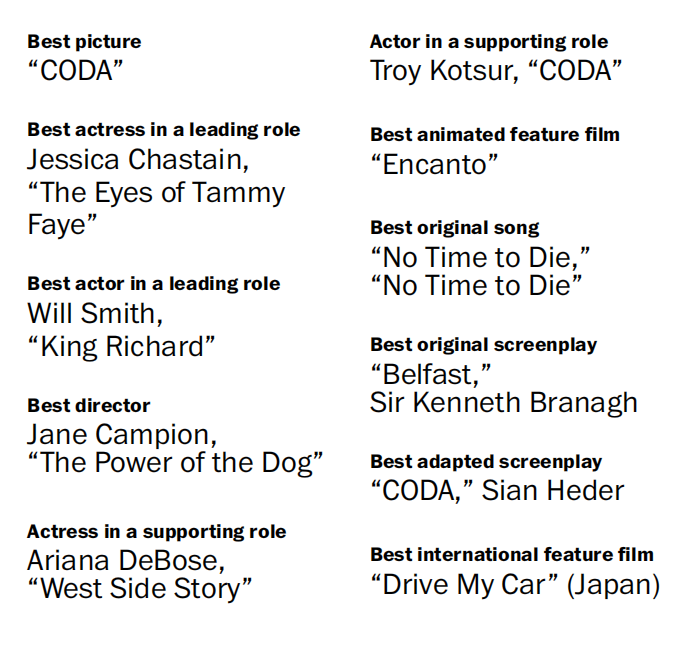 Best picture
“CODA”
Best actress in a leading role
Jessica Chastain,
“The Eyes of Tammy
Faye”
Best actor in a leading role
Will Smith,
“King Richard”
Best director
Jane Campion,
“The Power of the Dog”
Actress in a supporting role
Ariana DeBose,
“West Side Story”
Actor in a supporting role
Troy Kotsur, “CODA”
Best animated feature film
“Encanto”
Best original song
“No Time to Die,”
“No Time to Die”
Best original screenplay
“Belfast,”
Sir Kenneth Branagh
Best adapted screenplay
“CODA,” Sian Heder
Best international feature film
“Drive My Car” (Japan)